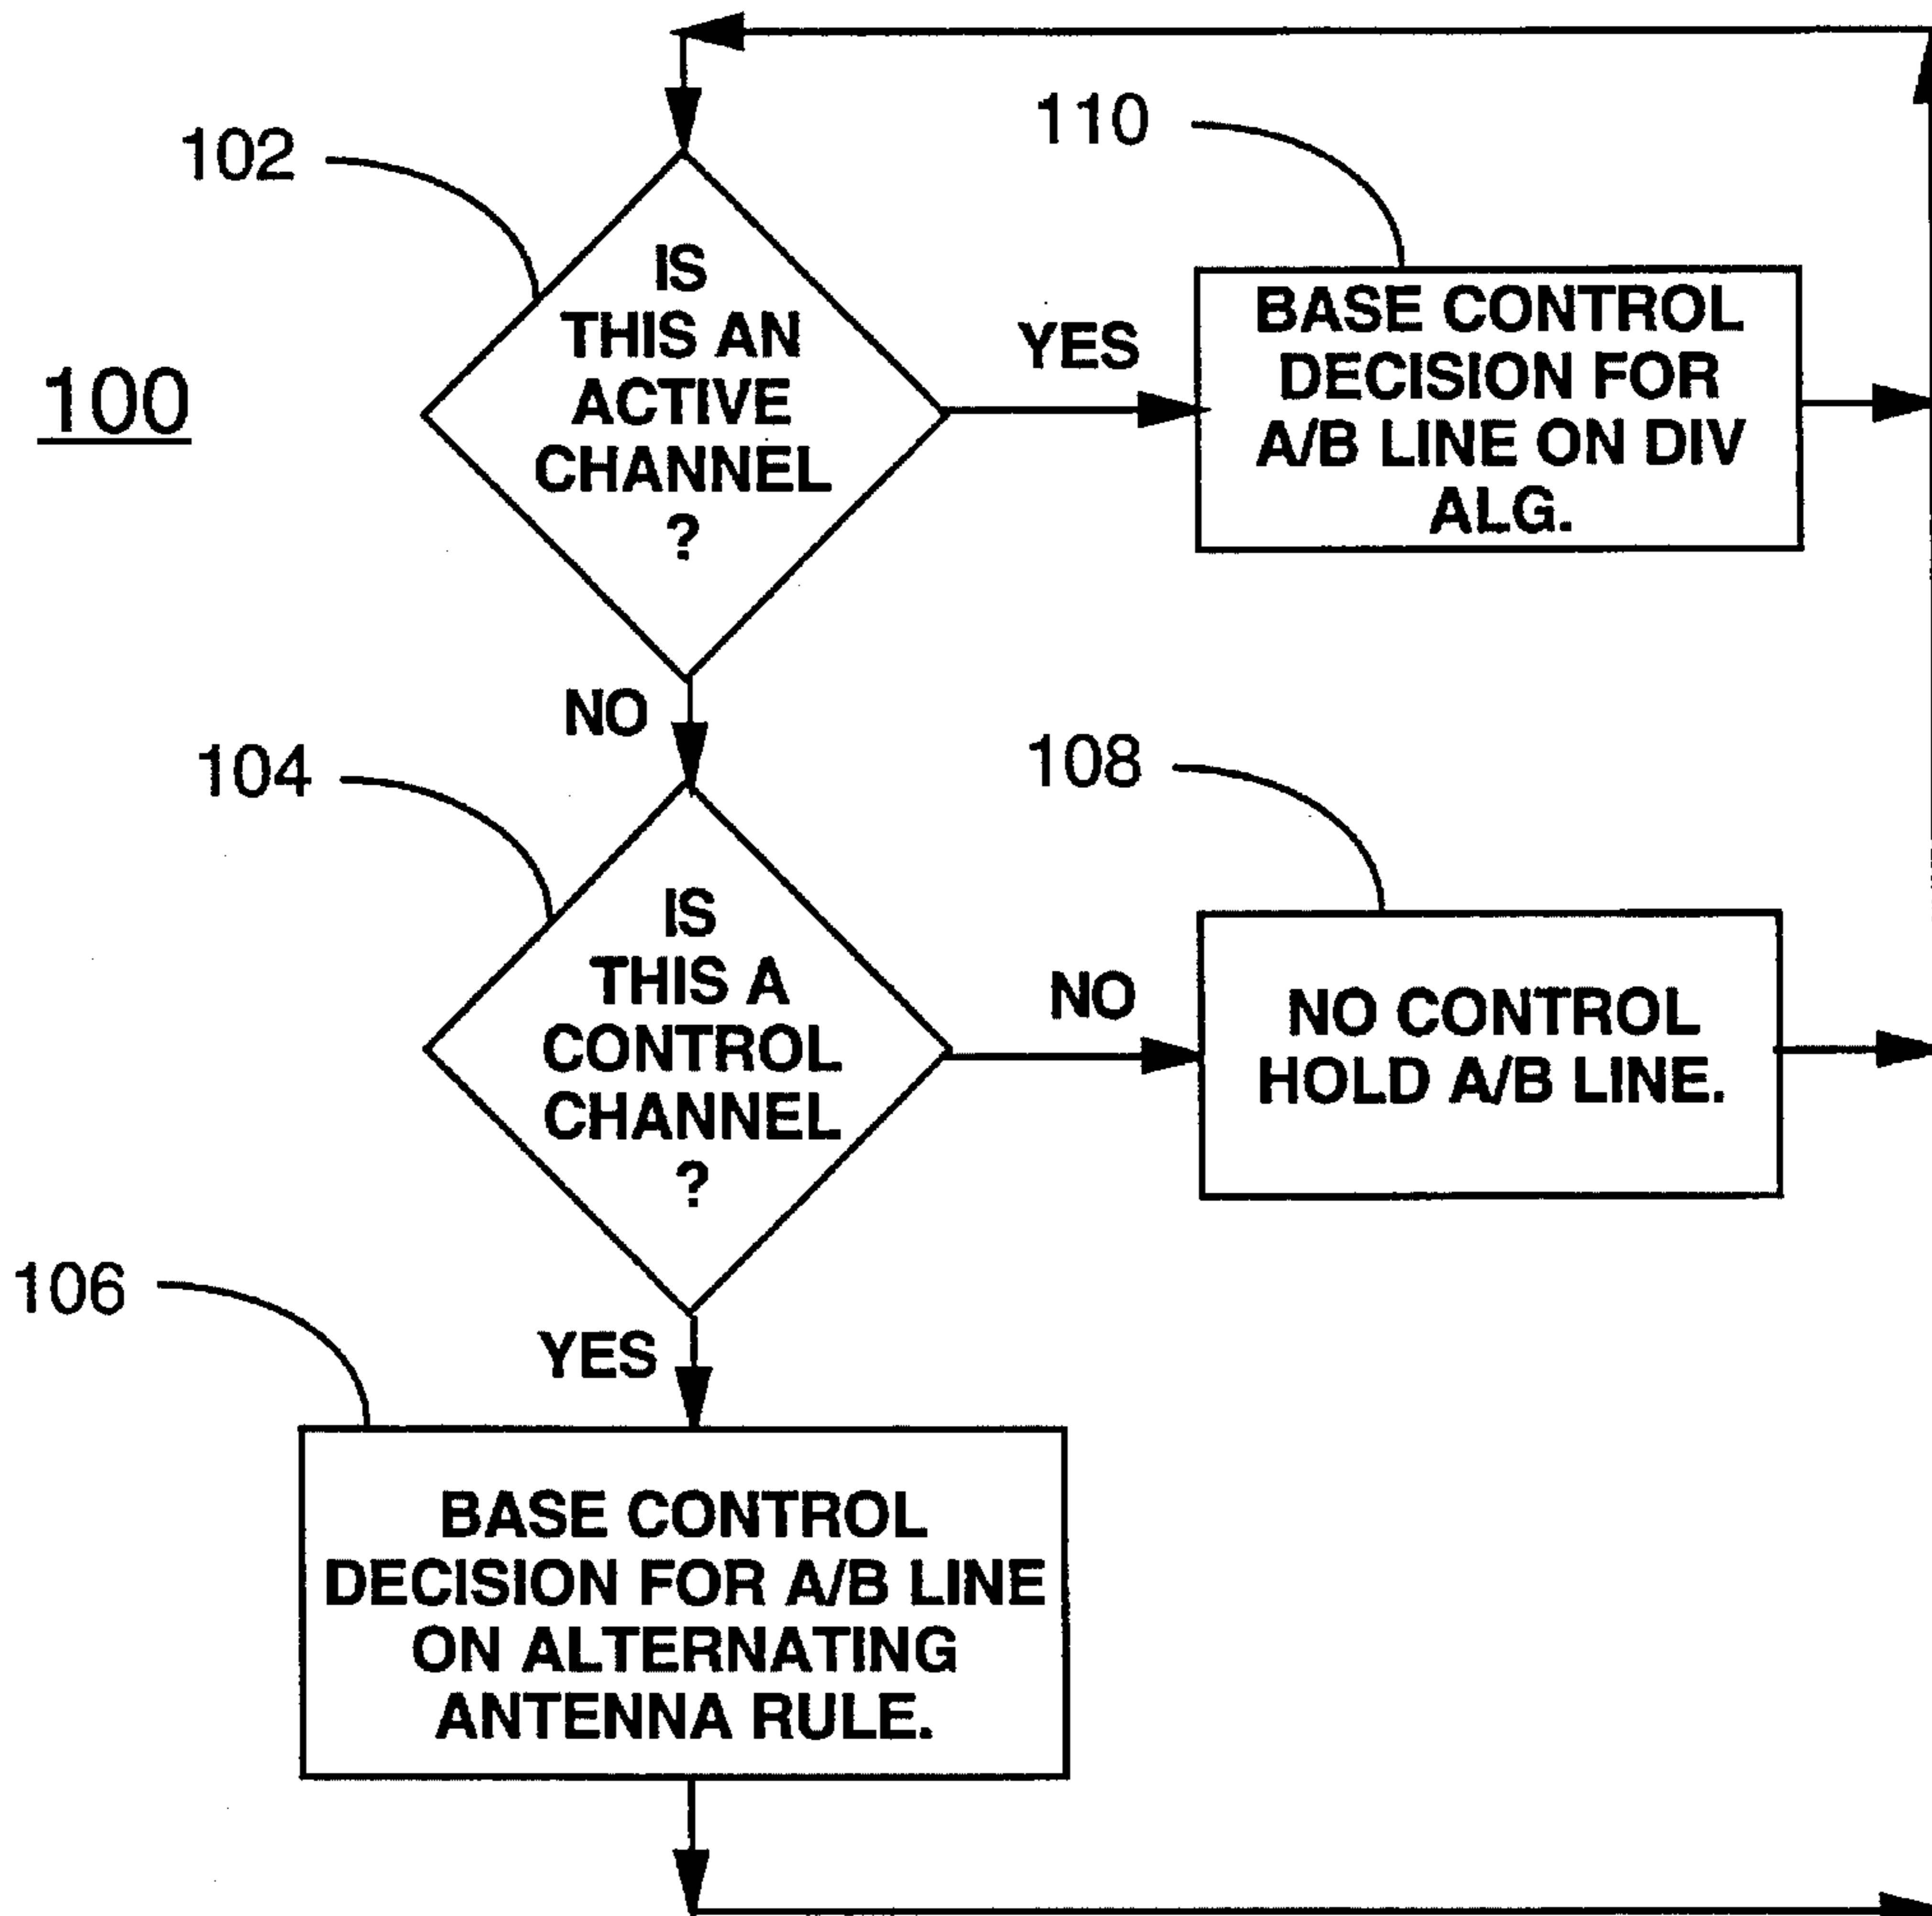 110
102
IS
THIS AN
ACTIVE
CHANNEL
?
YES
BASE CONTROL
DECISION FOR
A/B LINE ON DIV
ALG.
100
NO
104
108
IS
THIS A
CONTROL
CHANNEL
?
NO
NO CONTROL
HOLD A/B LINE.
106
YES
BASE CONTROL
DECISION FOR A/B LINE
ON ALTERNATING
ANTENNA RULE.